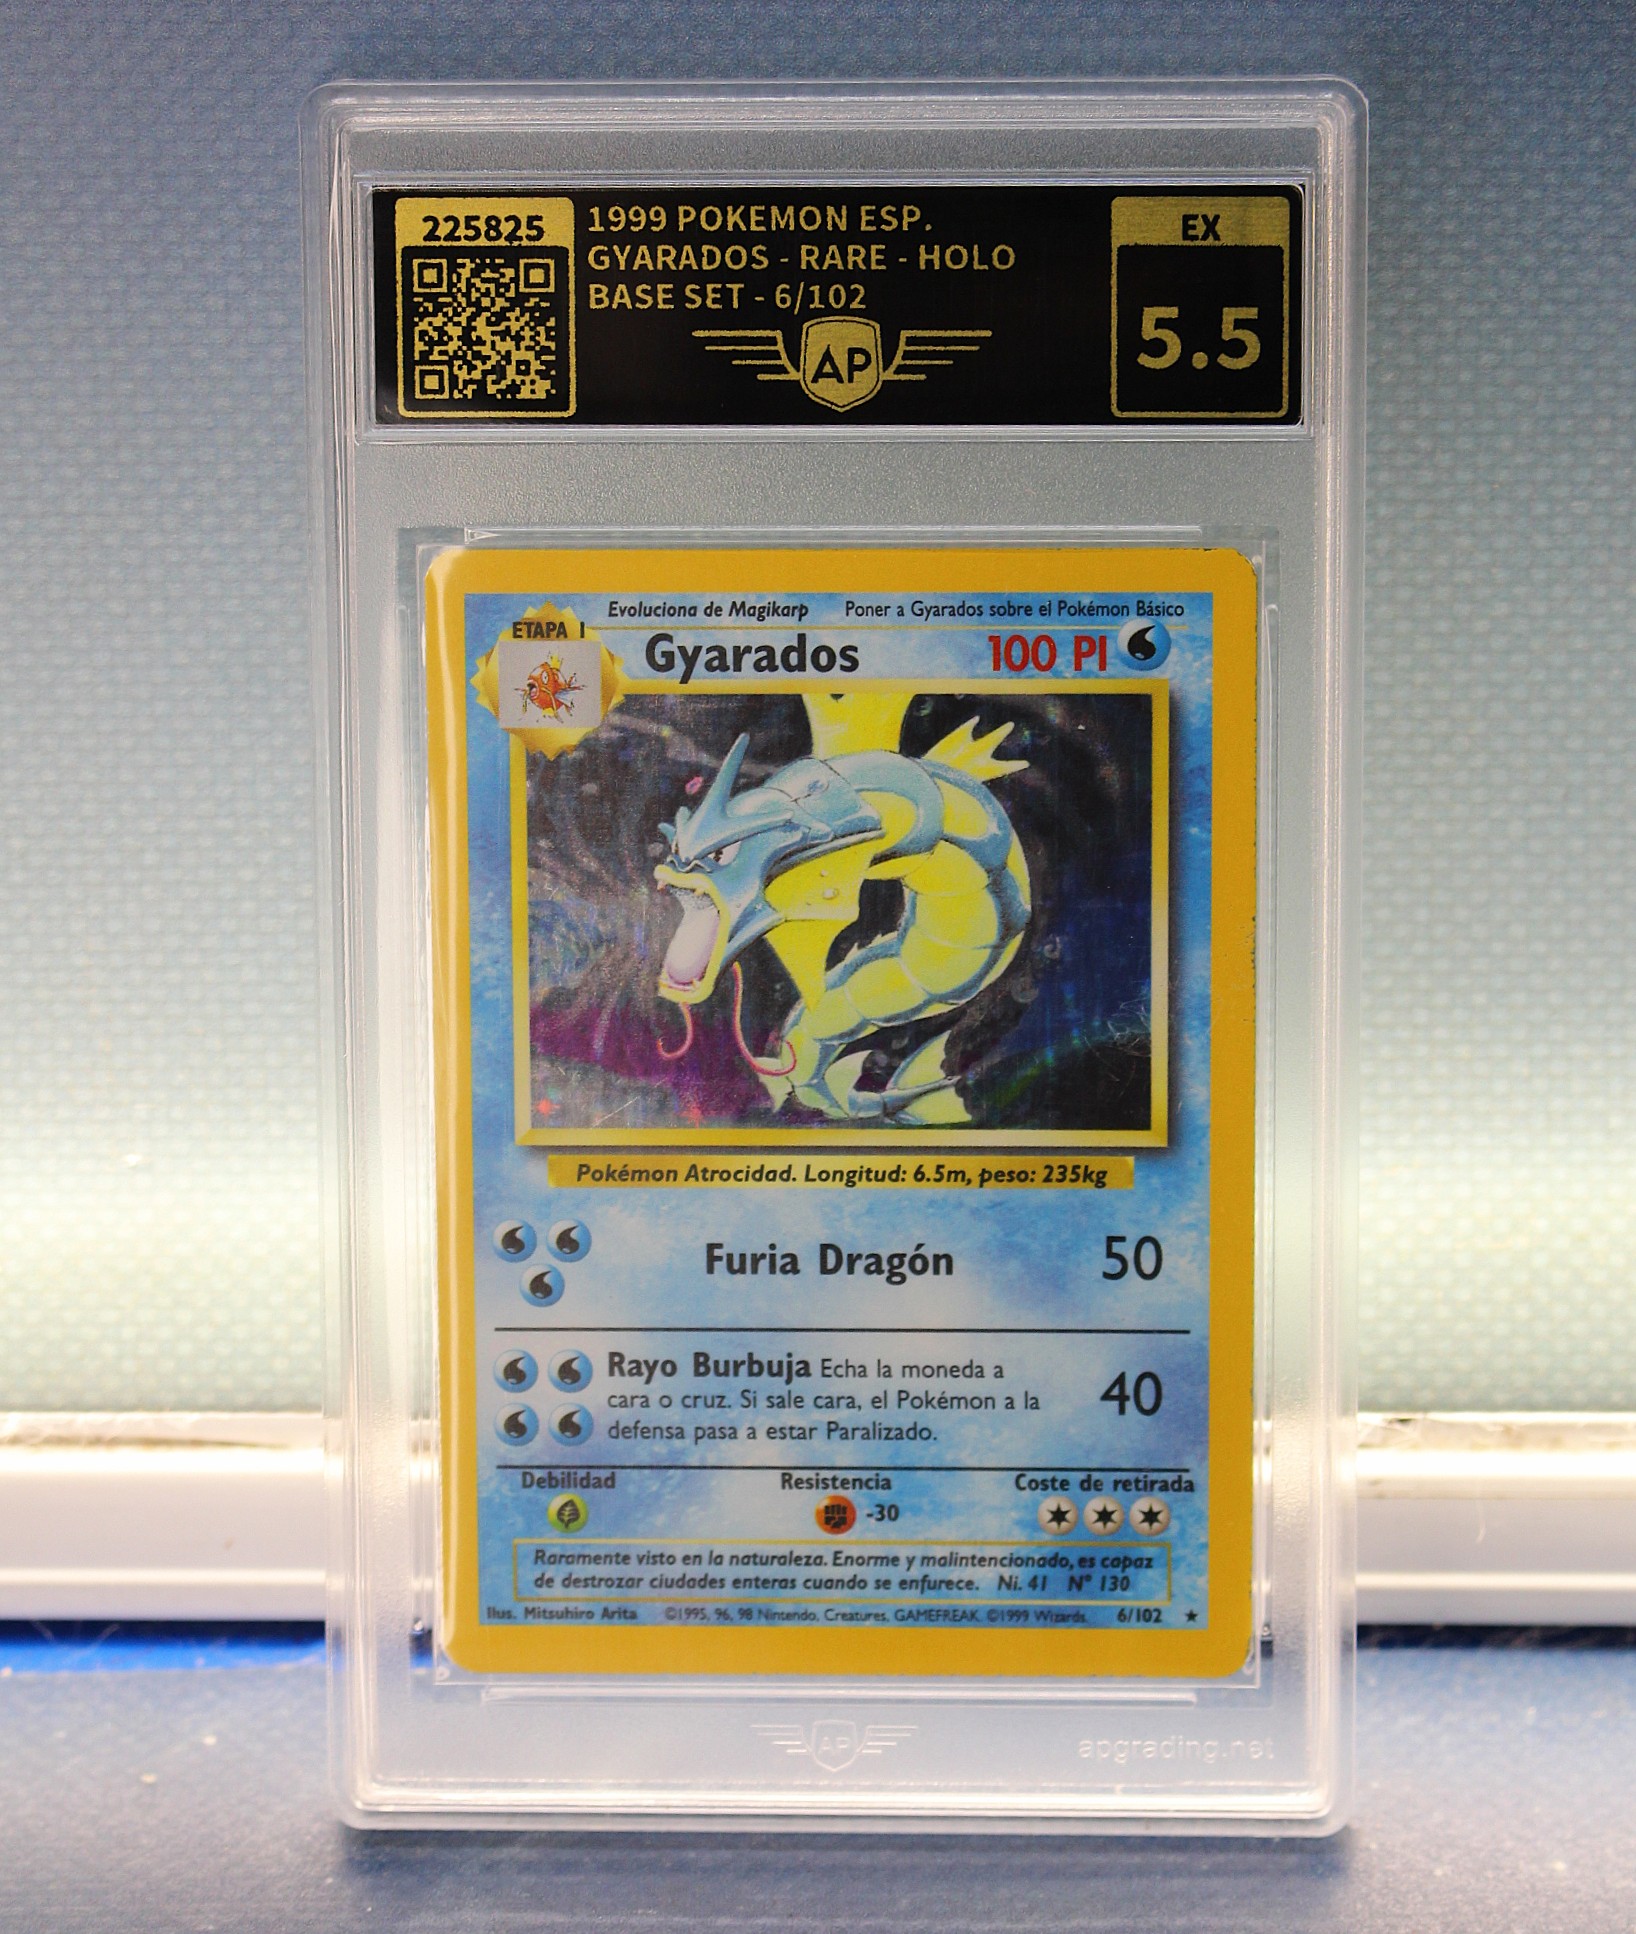 225825
1999 POKEMON ESP.
GYARADOS - RARE - HOLO
BASE SET - 6/102
AP
EX
5.5
Evoluciona de Magikarp Poner a Gyarados sobre el Pokémon Básico
ETAPA 1
Gyarados 100 PI
Pokémon Atrocidad. Longitud: 6.5m, peso: 235kg
Furia Dragón 50
Rayo Burbuja Echa la moneda a
cara o cruz. Si sale cara, el Pokémon a la
defensa pasa a estar Paralizado.
40
Debilidad Resistencia Coste de retirada
-30
Raramente visto en la naturaleza. Enorme y malintencionado, es capaz
de destrozar ciudades enteras cuando se enfurece. Ni. 41 Nº 130
Ilus. Mitsuhiro Arita ©1995, 96, 98 Nintendo, Creatures, GAMEFREAK. ©1999 Wizards. 6/102
AP
apgrading.net